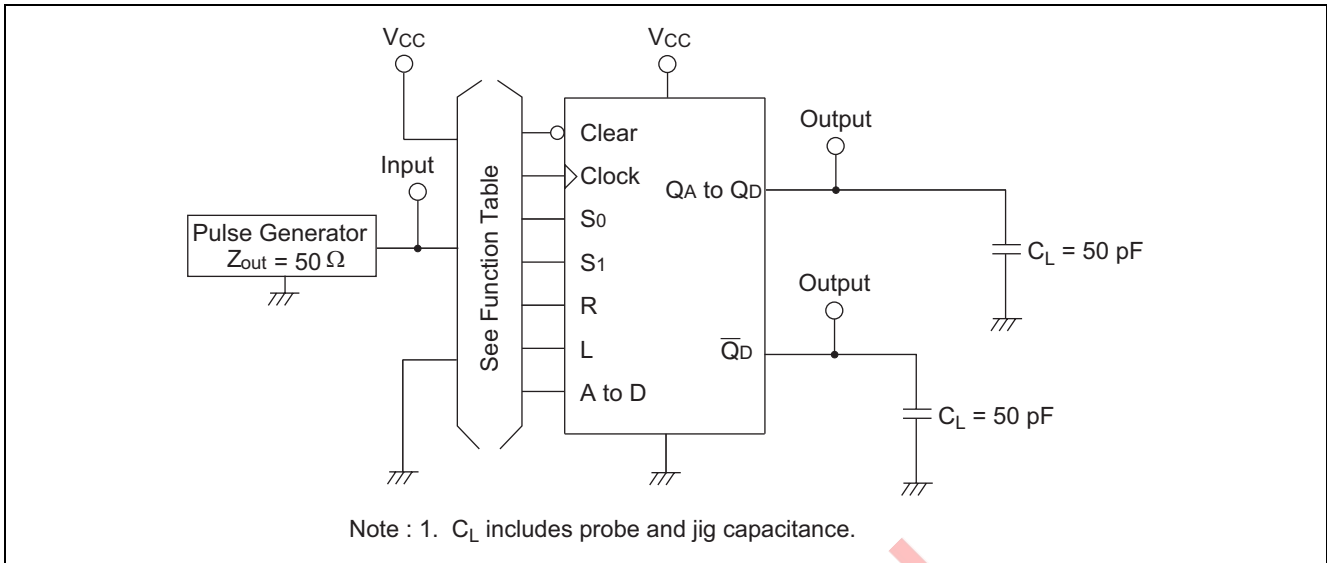 VCC
VCC
Input
Output
Pulse Generator
Zout = 50 Ω
See Function Table
Clear
Clock
S0
S1
R
L
A to D
QA to QD
Q̅D
CL = 50 pF
Output
CL = 50 pF
Note : 1. CL includes probe and jig capacitance.